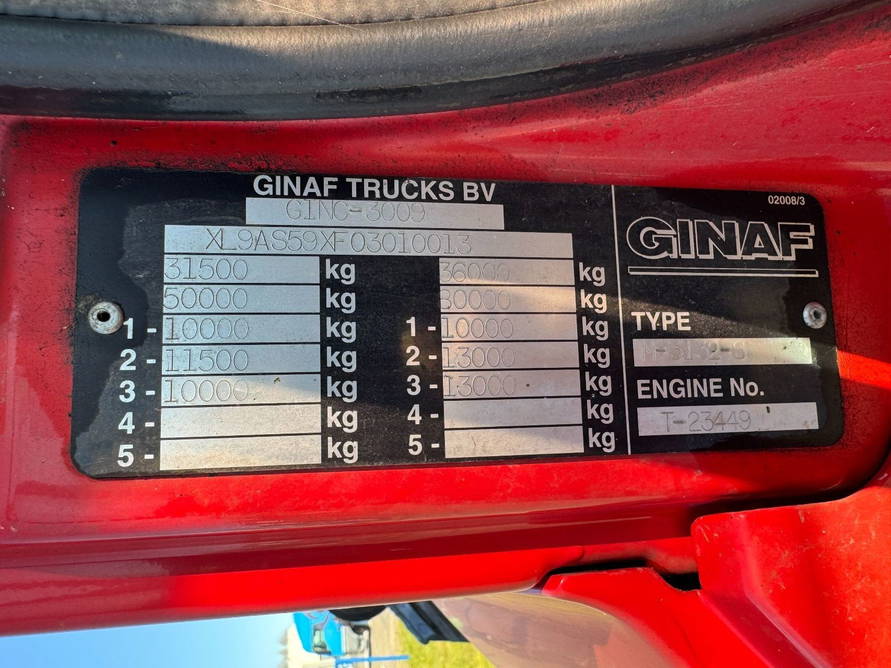 GINAF TRUCKS BV
GINC-3009
XL9AS59XF03010013
31500 kg
50000 kg
1 - 10000 kg
2 - 11500 kg
3 - 10000 kg
4 - kg
5 - kg
36000 kg
80000 kg
1 - 10000 kg
2 - 13000 kg
3 - 13000 kg
4 - kg
5 - kg
02008/3
GINAF
TYPE
ENGINE No.
T-23449